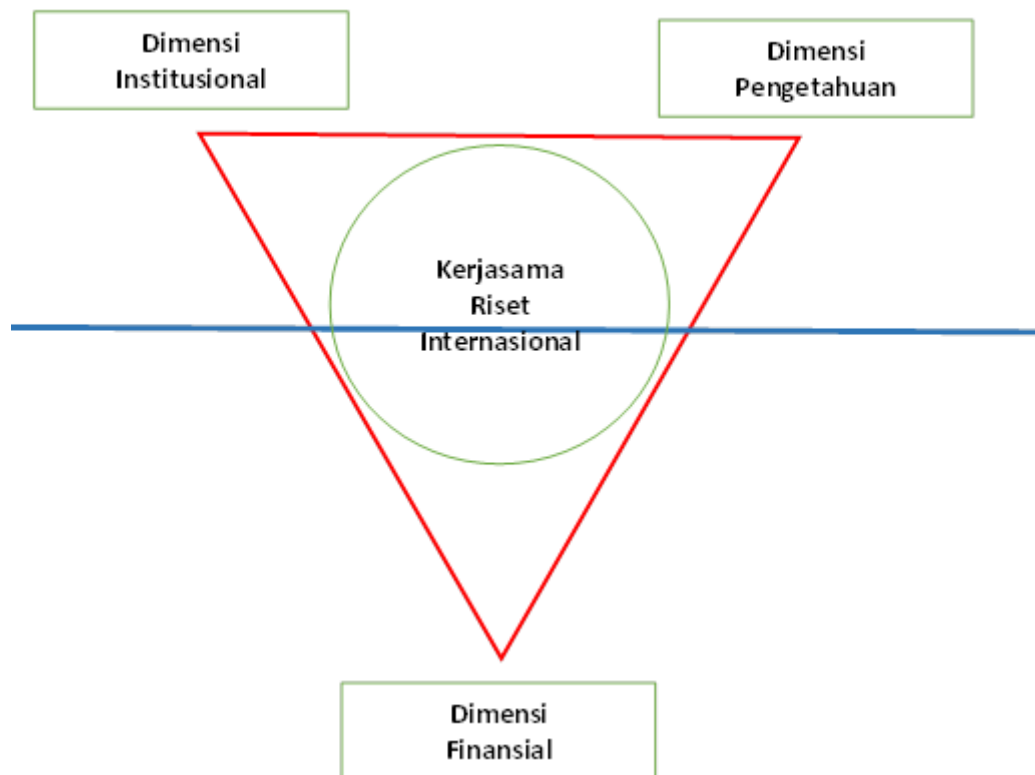 Dimensi
Institusional
Dimensi
Pengetahuan
Kerjasama
Riset
Internasional
Dimensi
Finansial